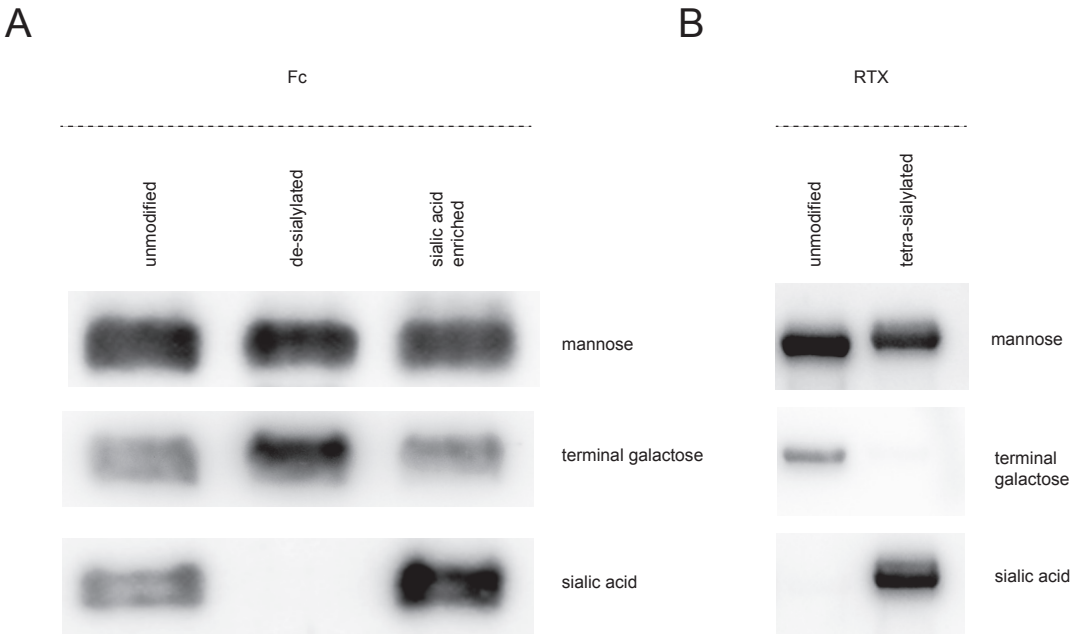 A
Fc
unmodified
de-sialylated
sialic acid
enriched
mannose
terminal galactose
sialic acid
B
RTX
unmodified
tetra-sialylated
mannose
terminal
galactose
sialic acid